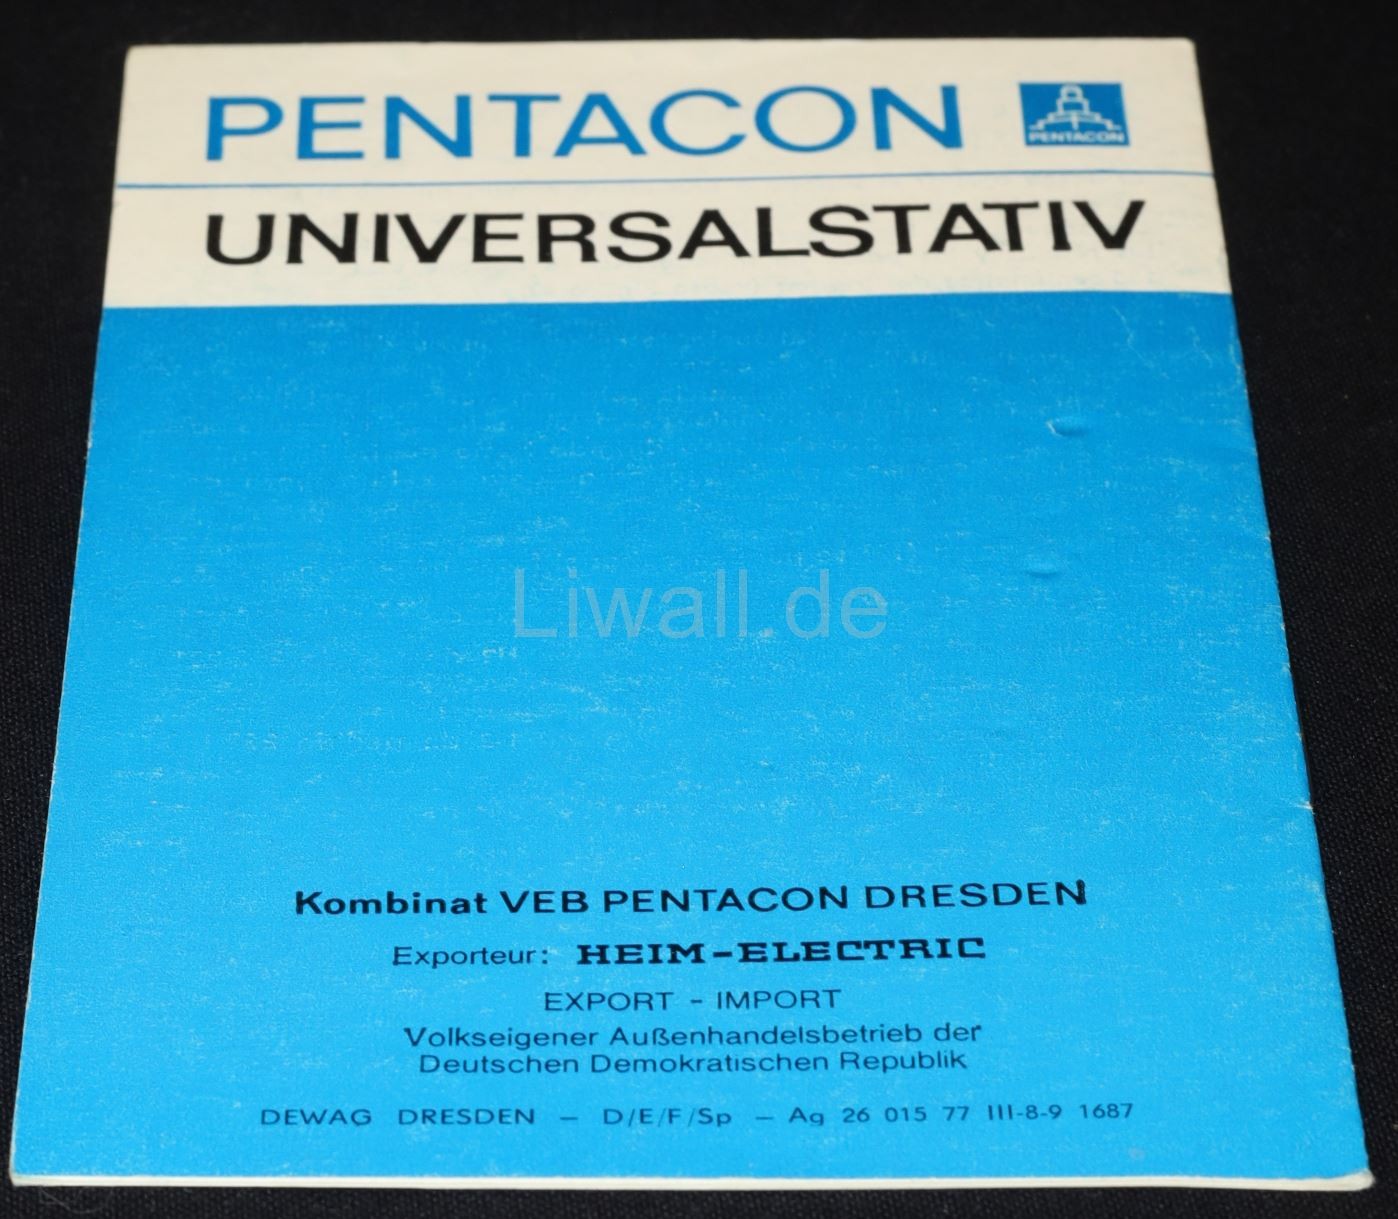 PENTACON
PENTACON
UNIVERSALSTATIV
Liwall.de
Kombinat VEB PENTACON DRESDEN
Exporteur: HEIM-ELECTRIC
EXPORT - IMPORT
Volkseigener Außenhandelsbetrieb der
Deutschen Demokratischen Republik
DEWAG DRESDEN – D/E/F/Sp – Ag 26 015 77 III-8-9 1687